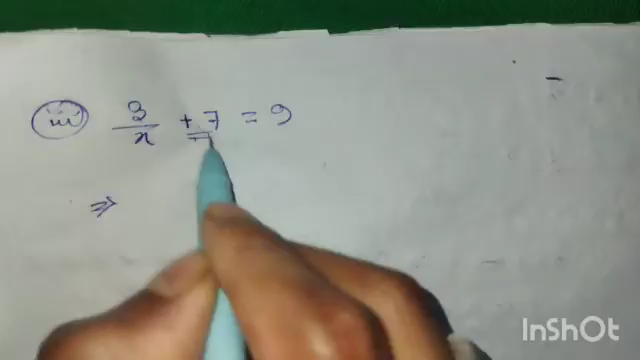 (iii) 3/x + 7 = 9
⇒
InShOt